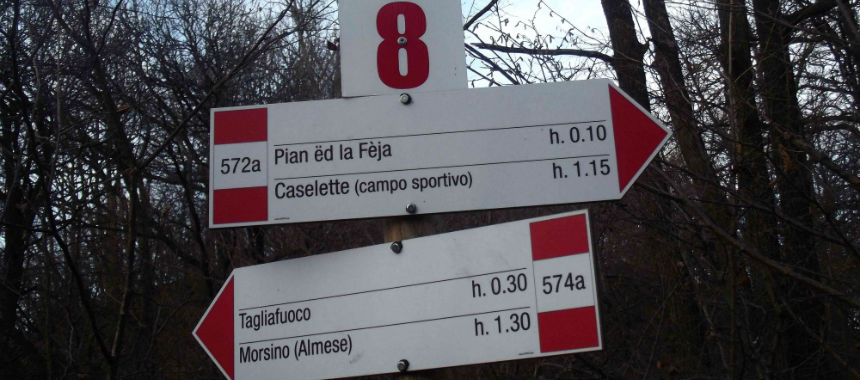 8
572a
Pian ëd la Fèja h. 0.10
Caselette (campo sportivo) h. 1.15
Tagliafuoco h. 0.30
574a
Morsino (Almese) h. 1.30